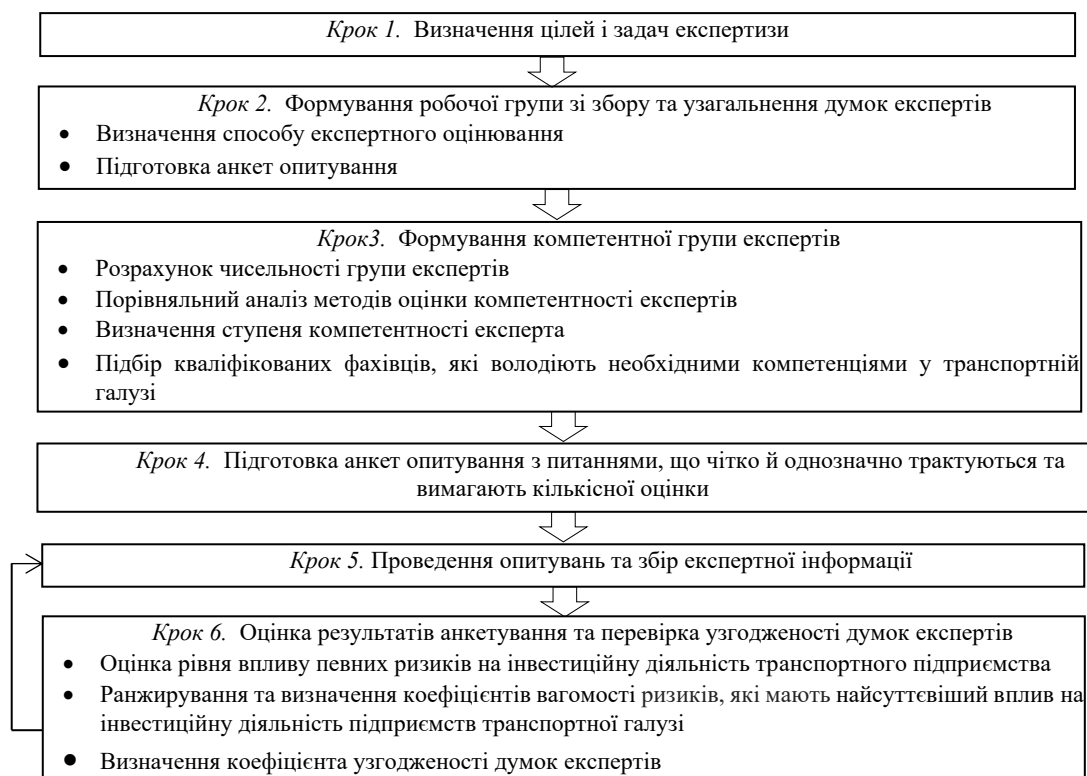 Крок 1. Визначення цілей і задач експертизи
Крок 2. Формування робочої групи зі збору та узагальнення думок експертів
• Визначення способу експертного оцінювання
• Підготовка анкет опитування
Крок3. Формування компетентної групи експертів
• Розрахунок чисельності групи експертів
• Порівняльний аналіз методів оцінки компетентності експертів
• Визначення ступеня компетентності експерта
• Підбір кваліфікованих фахівців, які володіють необхідними компетенціями у транспортній
галузі
Крок 4. Підготовка анкет опитування з питаннями, що чітко й однозначно трактуються та
вимагають кількісної оцінки
Крок 5. Проведення опитувань та збір експертної інформації
Крок 6. Оцінка результатів анкетування та перевірка узгодженості думок експертів
• Оцінка рівня впливу певних ризиків на інвестиційну діяльність транспортного підприємства
• Ранжирування та визначення коефіцієнтів вагомості ризиків, які мають найсуттєвіший вплив на
інвестиційну діяльність підприємств транспортної галузі
• Визначення коефіцієнта узгодженості думок експертів